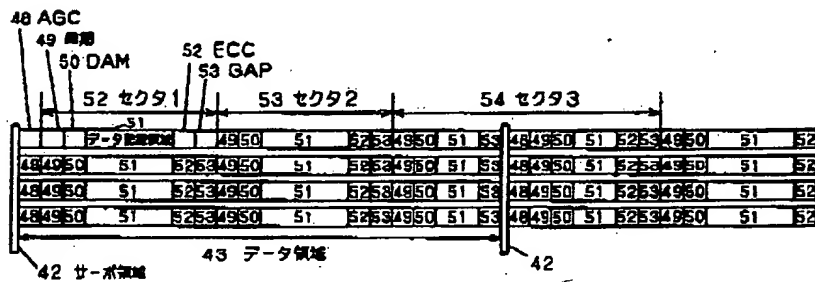 48 AGC
49 同期
50 DAM
52 ECC
53 GAP
52 セクタ1
53 セクタ2
54 セクタ3
51
データ記憶領域
49 50 51 52 53 49 50 51 53 48 49 50 51 52 53 49 50 51 52
48 49 50 51 52 53 49 50 51 52 53 49 50 51 53 48 49 50 51 52 53 49 50 51 52
48 49 50 51 52 53 49 50 51 52 53 49 50 51 53 48 49 50 51 52 53 49 50 51 52
48 49 50 51 52 53 49 50 51 52 53 49 50 51 53 48 49 50 51 52 53 49 50 51 52
43 データ領域
42 サーボ領域
42